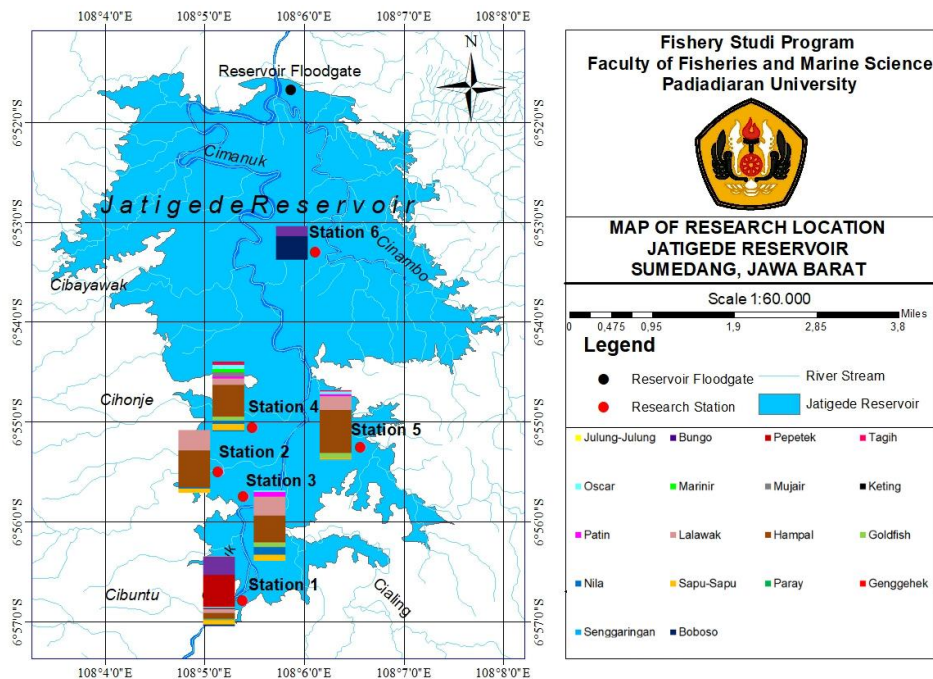 108°4'0"E 108°5'0"E 108°6'0"E 108°7'0"E 108°8'0"E
N
Reservoir Floodgate
6°52'0"S 6°52'0"S
Cimanuk
Jatigede Reservoir
6°53'0"S 6°53'0"S
Station 6
Cinambo
Cibayawak
6°54'0"S 6°54'0"S
Cihonje
Station 4
6°55'0"S 6°55'0"S
Station 5
Station 2
Station 3
6°56'0"S 6°56'0"S
Station 1
Cibuntu
Cialing
6°57'0"S 6°57'0"S
108°4'0"E 108°5'0"E 108°6'0"E 108°7'0"E 108°8'0"E
Fishery Studi Program
Faculty of Fisheries and Marine Science
Padjadjaran University
MAP OF RESEARCH LOCATION
JATIGEDE RESERVOIR
SUMEDANG, JAWA BARAT
Scale 1:60.000
Miles
0 0,475 0,95 1,9 2,85 3,8
Legend
Reservoir Floodgate River Stream
Research Station Jatigede Reservoir
Julung-Julung Bungo Pepetek Tagih
Oscar Marinir Mujair Keting
Patin Lalawak Hampal Goldfish
Nila Sapu-Sapu Paray Genggehek
Senggaringan Boboso